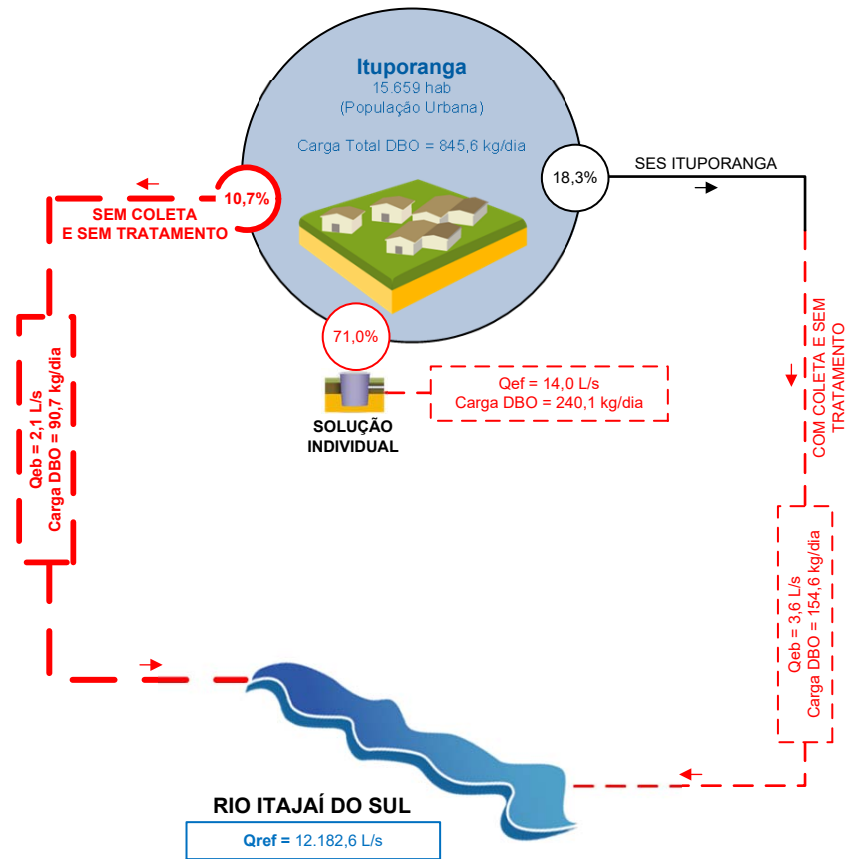 Ituporanga
15.659 hab
(População Urbana)
Carga Total DBO = 845,6 kg/dia
10,7%
SEM COLETA
E SEM TRATAMENTO
18,3%
SES ITUPORANGA
71,0%
SOLUÇÃO
INDIVIDUAL
Qef = 14,0 L/s
Carga DBO = 240,1 kg/dia
Qeb = 2,1 L/s
Carga DBO = 90,7 kg/dia
COM COLETA E SEM
TRATAMENTO
Qeb = 3,6 L/s
Carga DBO = 154,6 kg/dia
RIO ITAJAÍ DO SUL
Qref = 12.182,6 L/s